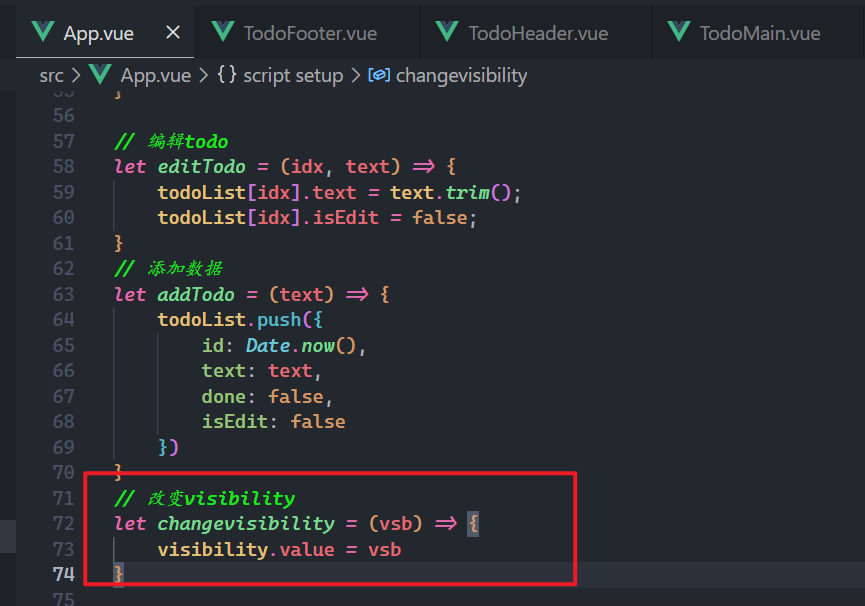 App.vue
TodoFooter.vue
TodoHeader.vue
TodoMain.vue
src > App.vue > {} script setup > changevisibility
55 }
56
57 // 编辑todo
58 let editTodo = (idx, text) => {
59 todoList[idx].text = text.trim();
60 todoList[idx].isEdit = false;
61 }
62 // 添加数据
63 let addTodo = (text) => {
64 todoList.push({
65 id: Date.now(),
66 text: text,
67 done: false,
68 isEdit: false
69 })
70 }
71 // 改变visibility
72 let changevisibility = (vsb) => {
73 visibility.value = vsb
74 }
75